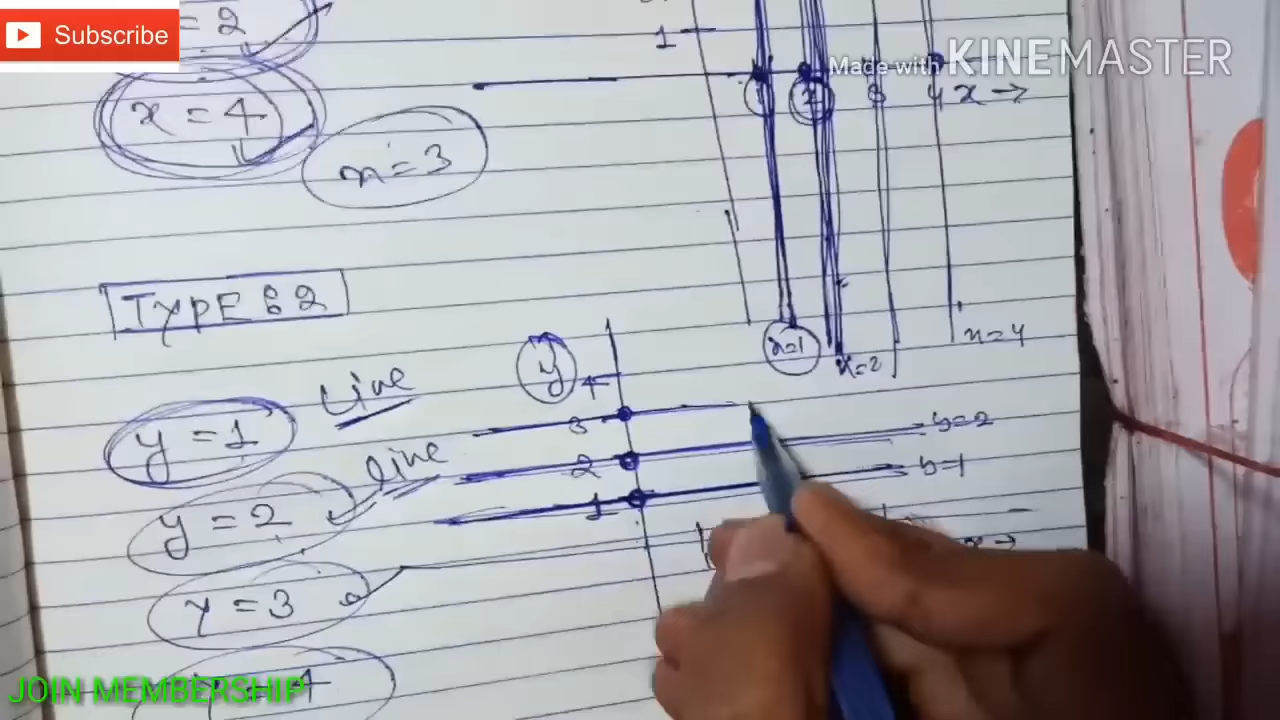 = 2
Subscribe
1
Made with KINEMASTER
x = 4
1 2 3 4 x →
x = 3
TYPE : 2
x=1
x=2
x=4
y
4
line
y = 1
3
y=2
line
2
y = 2
1
x →
y = 3
4
JOIN MEMBERSHIP